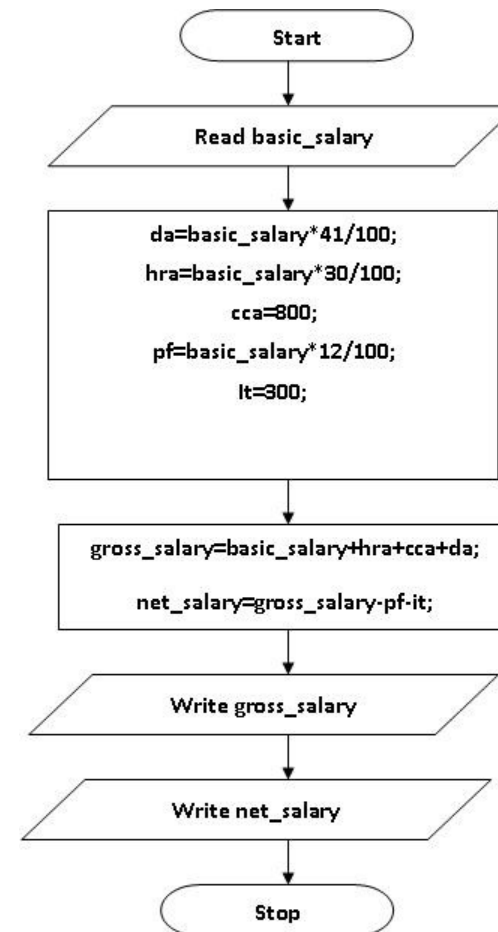 Start
Read basic_salary
da=basic_salary*41/100;
hra=basic_salary*30/100;
cca=800;
pf=basic_salary*12/100;
It=300;
gross_salary=basic_salary+hra+cca+da;
net_salary=gross_salary-pf-it;
Write gross_salary
Write net_salary
Stop